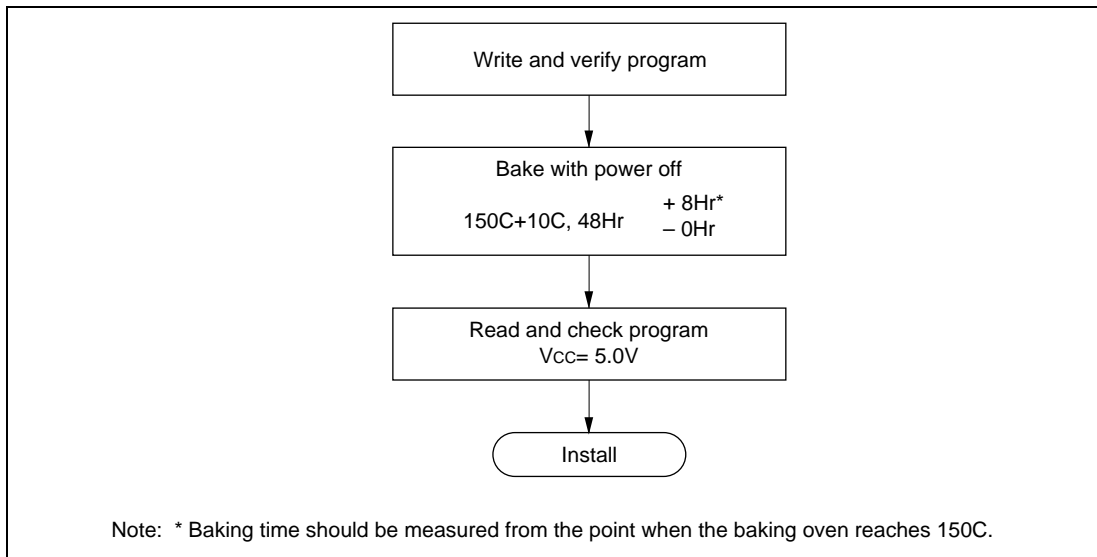 Write and verify program
Bake with power off
150C+10C, 48Hr
+ 8Hr*
– 0Hr
Read and check program
VCC= 5.0V
Install
Note: * Baking time should be measured from the point when the baking oven reaches 150C.